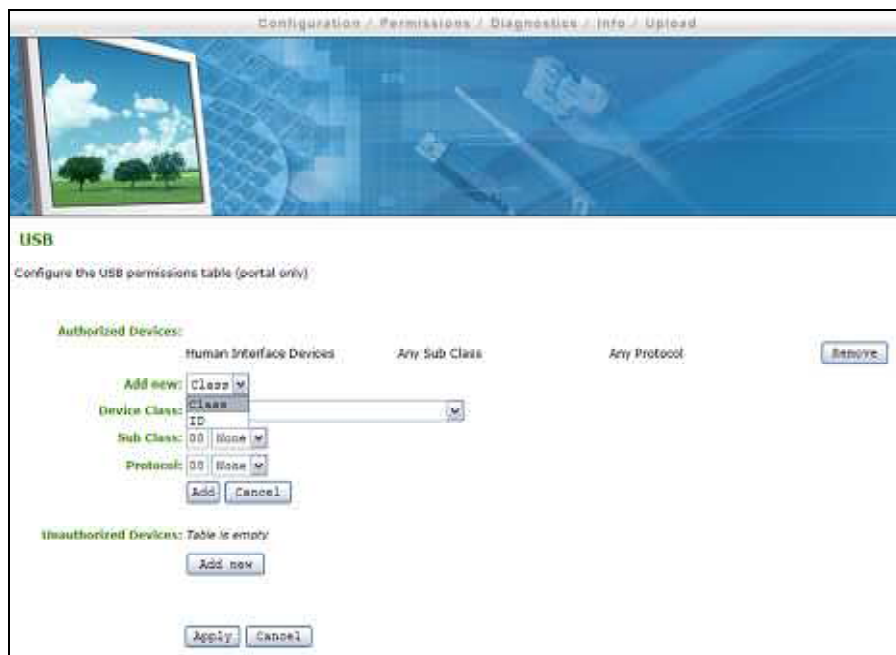 Configuration / Permissions / Diagnostics / Info / Upload
USB
Configure the USB permissions table (portal only)
Authorized Devices:
Human Interface Devices Any Sub Class Any Protocol Remove
Add new: Class
Class
Device Class:
ID
Sub Class: 00 None
Protocol: 00 None
Add Cancel
Unauthorized Devices: Table is empty
Add new
Apply Cancel